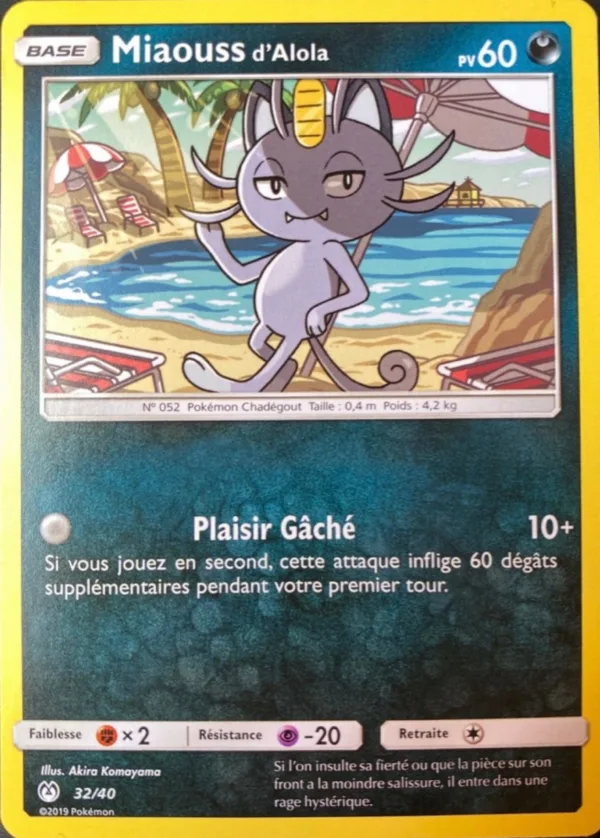 BASE Miaouss d'Alola PV60
N° 052 Pokémon Chadégout Taille : 0,4 m Poids : 4,2 kg
Plaisir Gâché 10+
Si vous jouez en second, cette attaque inflige 60 dégâts
supplémentaires pendant votre premier tour.
Faiblesse ×2 Résistance -20 Retraite
Illus. Akira Komayama
32/40
©2019 Pokémon
Si l'on insulte sa fierté ou que la pièce sur son
front a la moindre salissure, il entre dans une
rage hystérique.